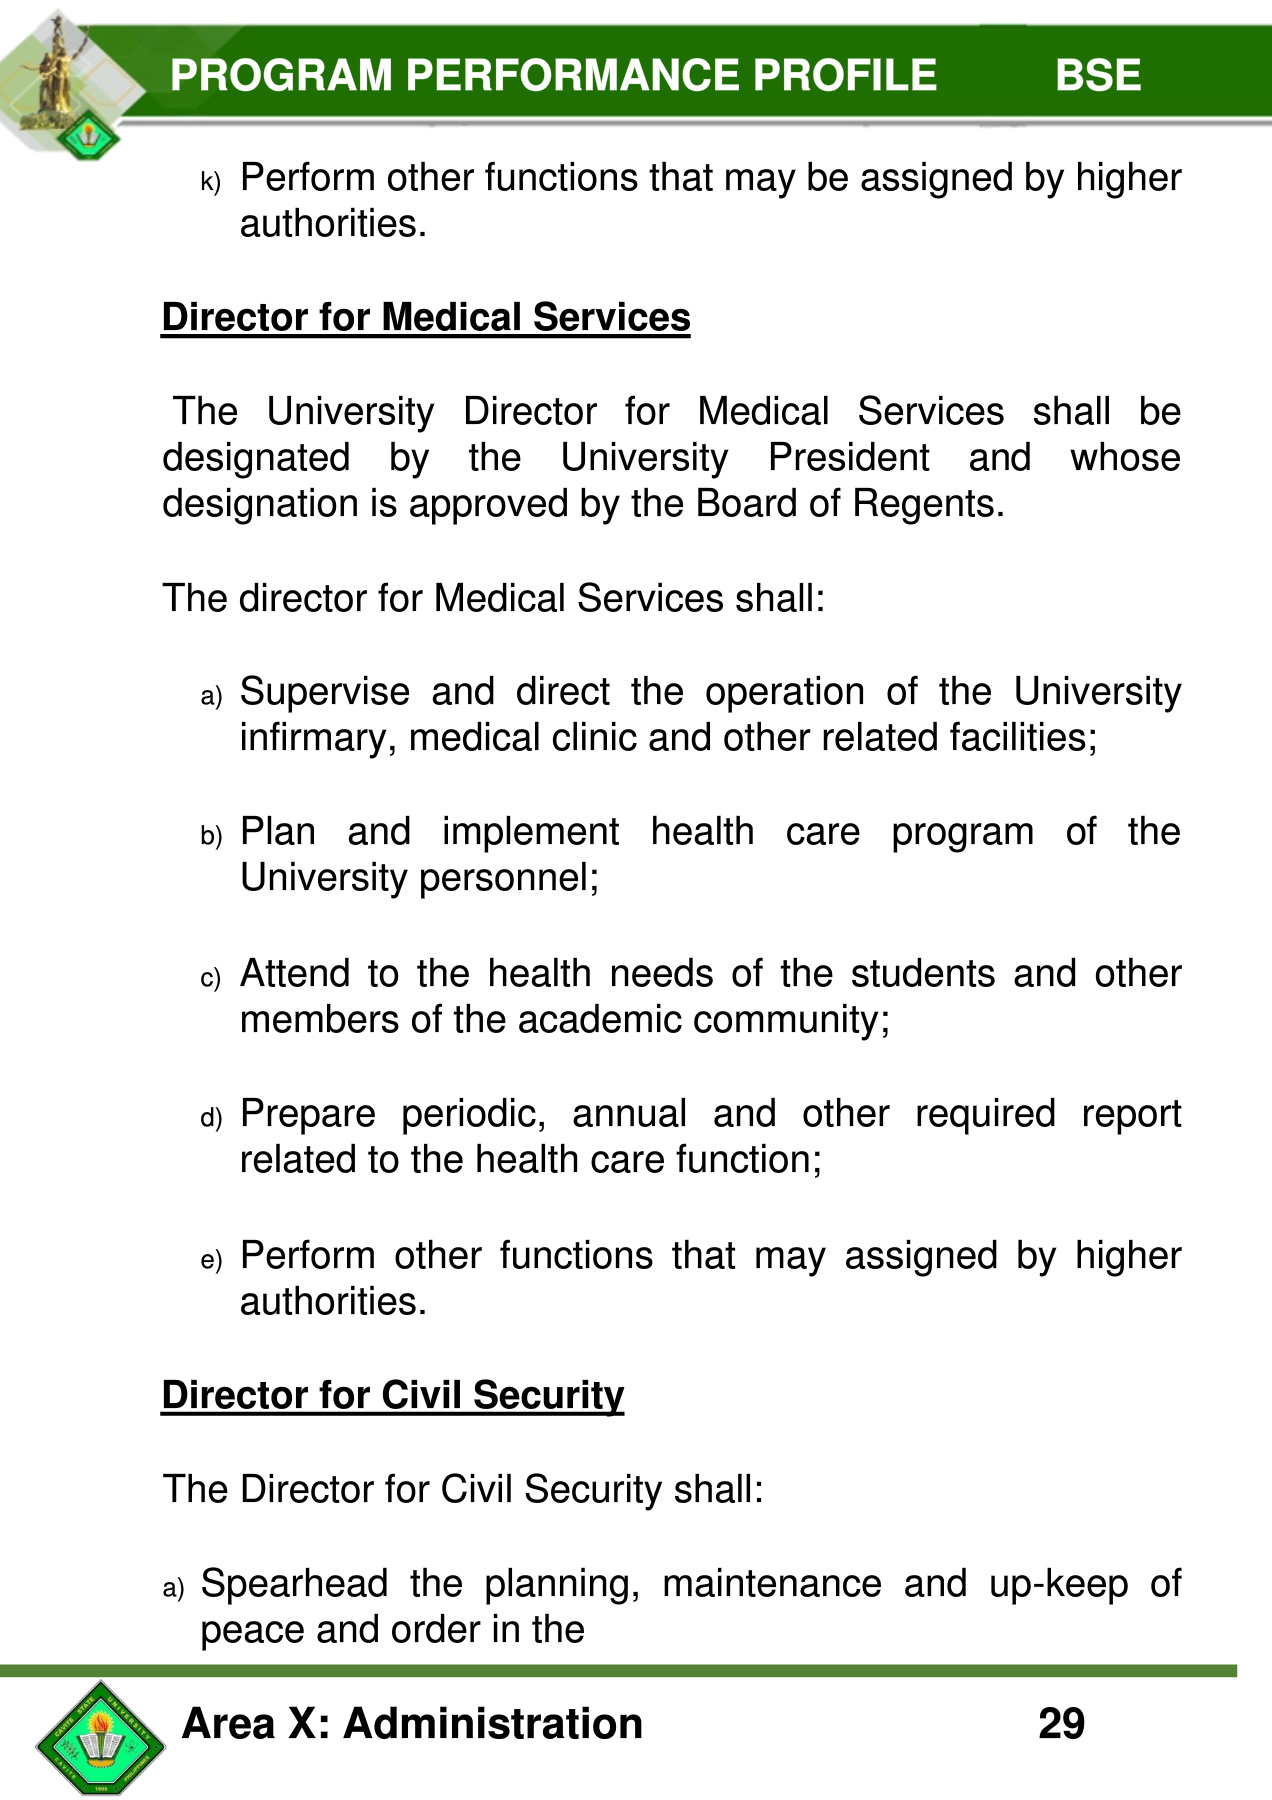 PROGRAM PERFORMANCE PROFILE BSE
k) Perform other functions that may be assigned by higher
authorities.
Director for Medical Services
The University Director for Medical Services shall be
designated by the University President and whose
designation is approved by the Board of Regents.
The director for Medical Services shall:
a) Supervise and direct the operation of the University
infirmary, medical clinic and other related facilities;
b) Plan and implement health care program of the
University personnel;
c) Attend to the health needs of the students and other
members of the academic community;
d) Prepare periodic, annual and other required report
related to the health care function;
e) Perform other functions that may assigned by higher
authorities.
Director for Civil Security
The Director for Civil Security shall:
a) Spearhead the planning, maintenance and up-keep of
peace and order in the
CAVITE STATE UNIVERSITY
CAVITE PHILIPPINES
1906
Area X: Administration 29